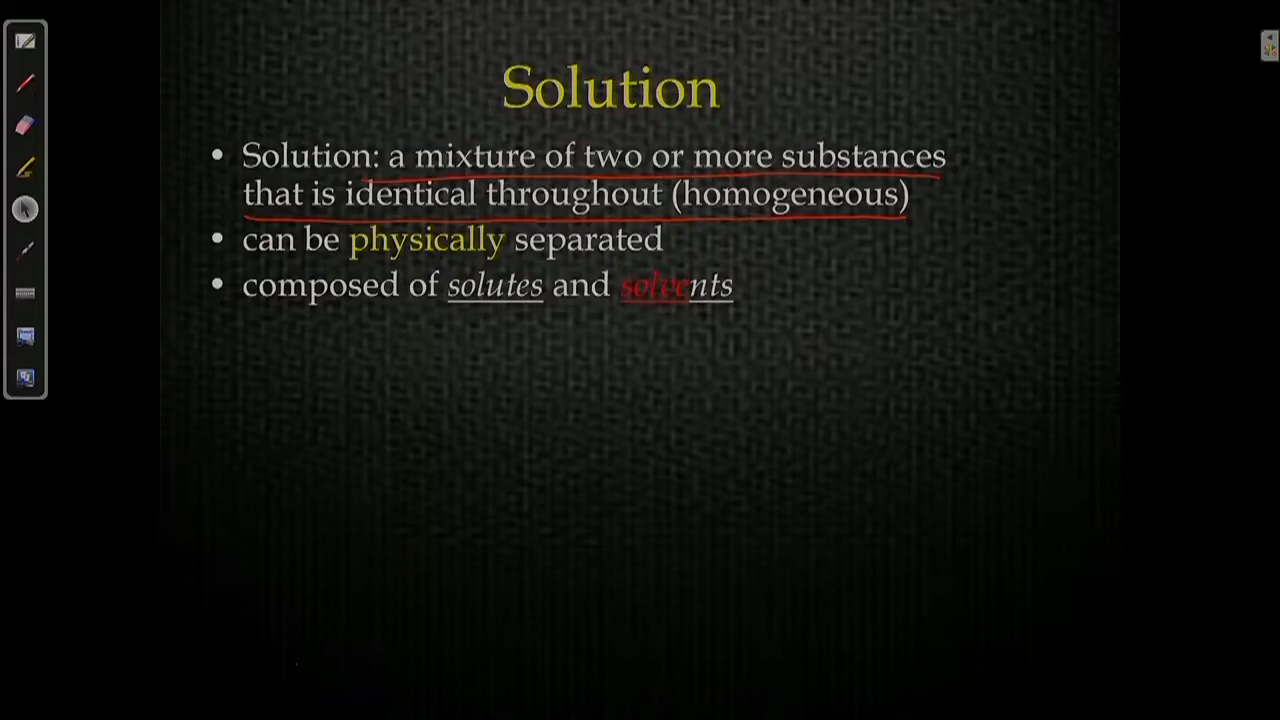 Solution
• Solution: a mixture of two or more substances
that is identical throughout (homogeneous)
• can be physically separated
• composed of solutes and solvents